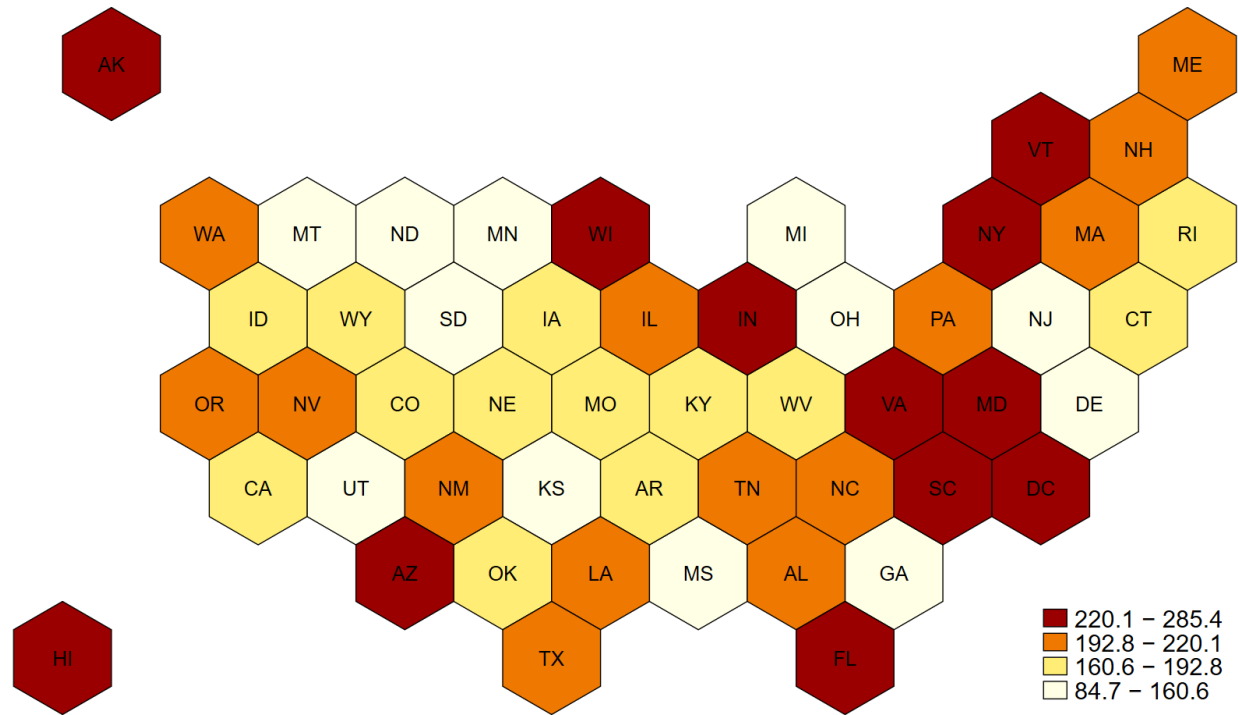 AK
ME
VT NH
WA MT ND MN WI MI NY MA RI
ID WY SD IA IL IN OH PA NJ CT
OR NV CO NE MO KY WV VA MD DE
CA UT NM KS AR TN NC SC DC
AZ OK LA MS AL GA
HI TX FL
220.1 − 285.4
192.8 − 220.1
160.6 − 192.8
84.7 − 160.6